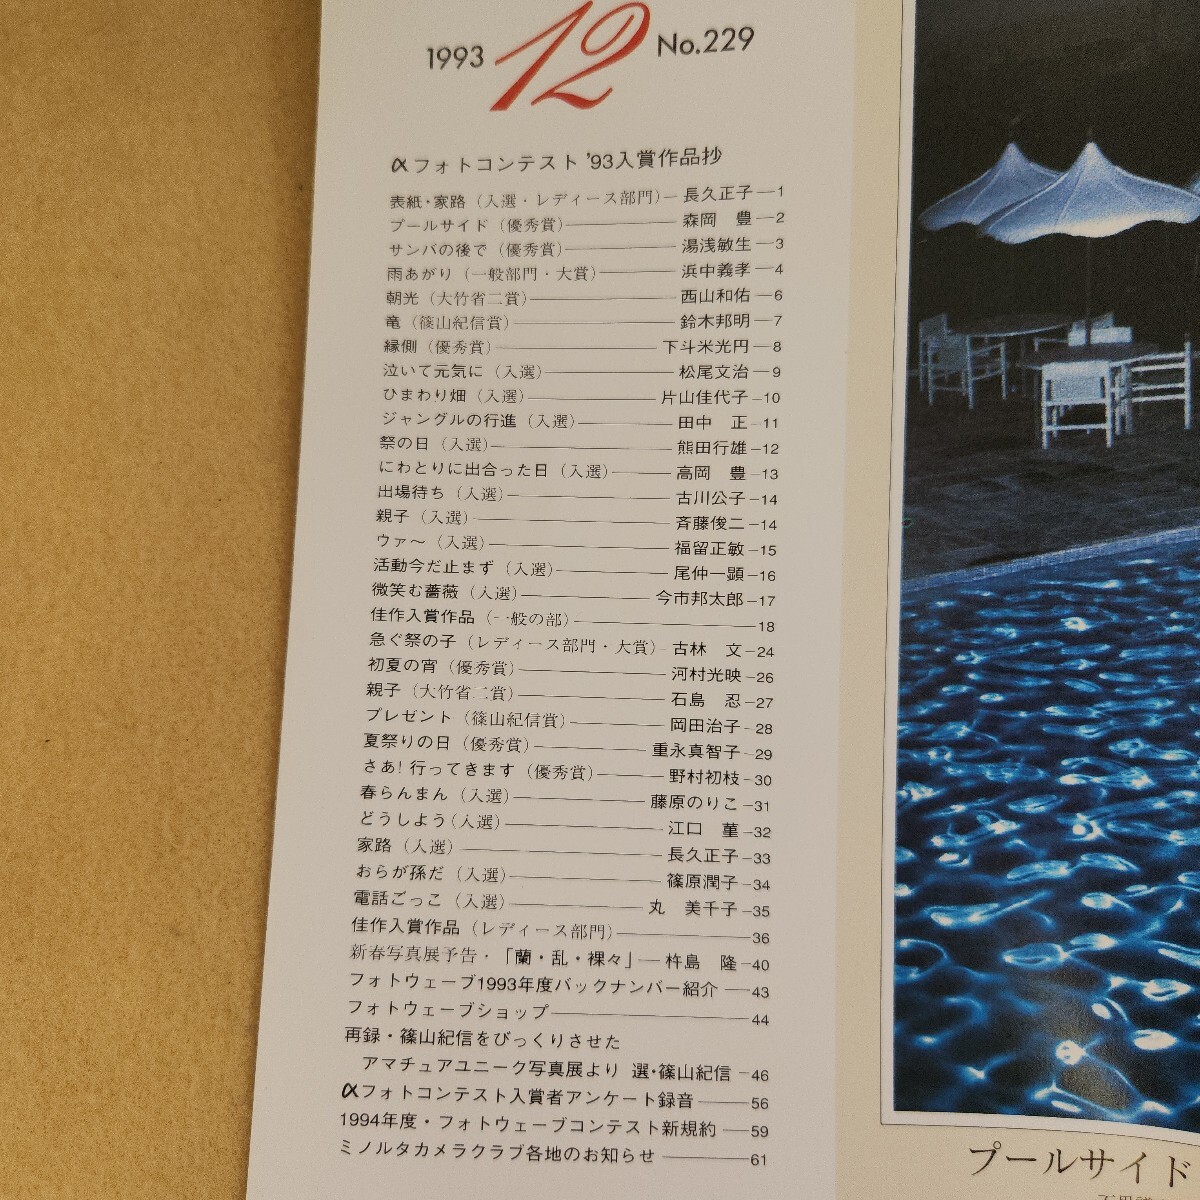 1993 12 No.229
αフォトコンテスト '93入賞作品抄
表紙・家路（入選・レディース部門）―長久正子―1
プールサイド（優秀賞）―森岡　豊―2
サンバの後で（優秀賞）―湯浅敏生―3
雨あがり（一般部門・大賞）―浜中義孝―4
朝光（大竹省二賞）―西山和佑―6
竜（篠山紀信賞）―鈴木邦明―7
縁側（優秀賞）―下斗米光円―8
泣いて元気に（入選）―松尾文治―9
ひまわり畑（入選）―片山佳代子―10
ジャングルの行進（入選）―田中　正―11
祭の日（入選）―熊田行雄―12
にわとりに出合った日（入選）―高岡　豊―13
出場待ち（入選）―古川公子―14
親子（入選）―斉藤俊二―14
ウァ〜（入選）―福留正敏―15
活動今だ止まず（入選）―尾仲一顕―16
微笑む薔薇（入選）―今市邦太郎―17
佳作入賞作品（一般の部）―18
急ぐ祭の子（レディース部門・大賞）―古林　文―24
初夏の宵（優秀賞）―河村光映―26
親子（大竹省二賞）―石島　忍―27
プレゼント（篠山紀信賞）―岡田治子―28
夏祭りの日（優秀賞）―重永真智子―29
さあ！行ってきます（優秀賞）―野村初枝―30
春らんまん（入選）―藤原のりこ―31
どうしよう（入選）―江口　菫―32
家路（入選）―長久正子―33
おらが孫だ（入選）―篠原潤子―34
電話ごっこ（入選）―丸　美千子―35
佳作入賞作品（レディース部門）―36
新春写真展予告・「蘭・乱・裸々」―杵島　隆―40
フォトウェーブ1993年度バックナンバー紹介―43
フォトウェーブショップ―44
再録・篠山紀信をびっくりさせた
アマチュアユニーク写真展より　選・篠山紀信―46
αフォトコンテスト入賞者アンケート録音―56
1994年度・フォトウェーブコンテスト新規約―59
ミノルタカメラクラブ各地のお知らせ―61
プールサイド